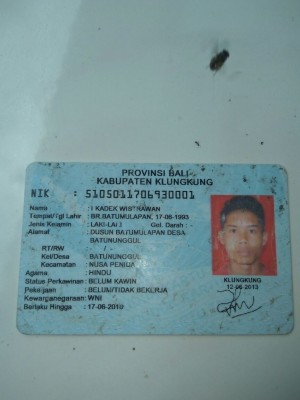 PROVINSI BALI
KABUPATEN KLUNGKUNG
NIK : 5105011706930001
Nama : I KADEK WISTRAWAN
Tempat/Tgl Lahir : BR.BATUMULAPAN, 17-06-1993
Jenis Kelamin : LAKI-LAKI Gol. Darah : -
Alamat : DUSUN BATUMULAPAN DESA
BATUNUNGGUL
RT/RW : /
Kel/Desa : BATUNUNGGUL
Kecamatan : NUSA PENIDA
Agama : HINDU
Status Perkawinan : BELUM KAWIN
Pekerjaan : BELUM/TIDAK BEKERJA
Kewarganegaraan : WNI
Berlaku Hingga : 17-06-2018
KLUNGKUNG
12-06-2013